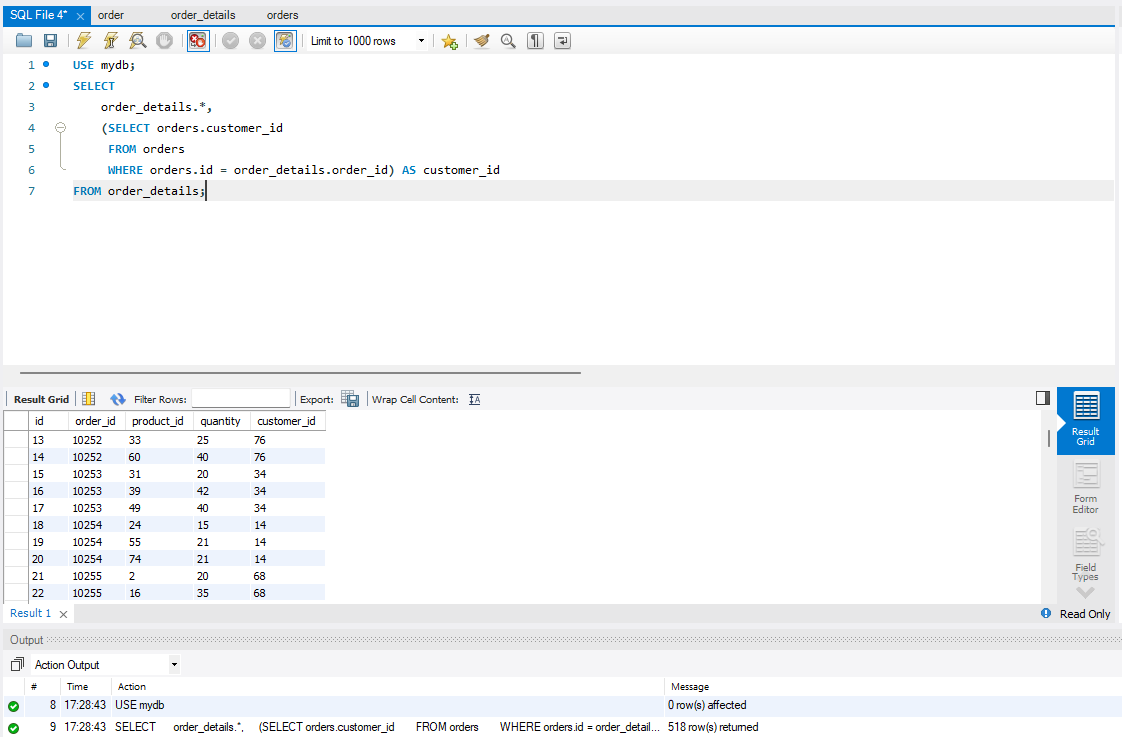 SQL File 4* order order_details orders
Limit to 1000 rows
1 USE mydb;
2 SELECT
3 order_details.*,
4 (SELECT orders.customer_id
5 FROM orders
6 WHERE orders.id = order_details.order_id) AS customer_id
7 FROM order_details;
Result Grid Filter Rows: Export: Wrap Cell Content:
id order_id product_id quantity customer_id
13 10252 33 25 76
14 10252 60 40 76
15 10253 31 20 34
16 10253 39 42 34
17 10253 49 40 34
18 10254 24 15 14
19 10254 55 21 14
20 10254 74 21 14
21 10255 2 20 68
22 10255 16 35 68
Result
Grid
Form
Editor
Field
Types
Result 1 Read Only
Output
Action Output
# Time Action Message
8 17:28:43 USE mydb 0 row(s) affected
9 17:28:43 SELECT order_details.*, (SELECT orders.customer_id FROM orders WHERE orders.id = order_detail... 518 row(s) returned